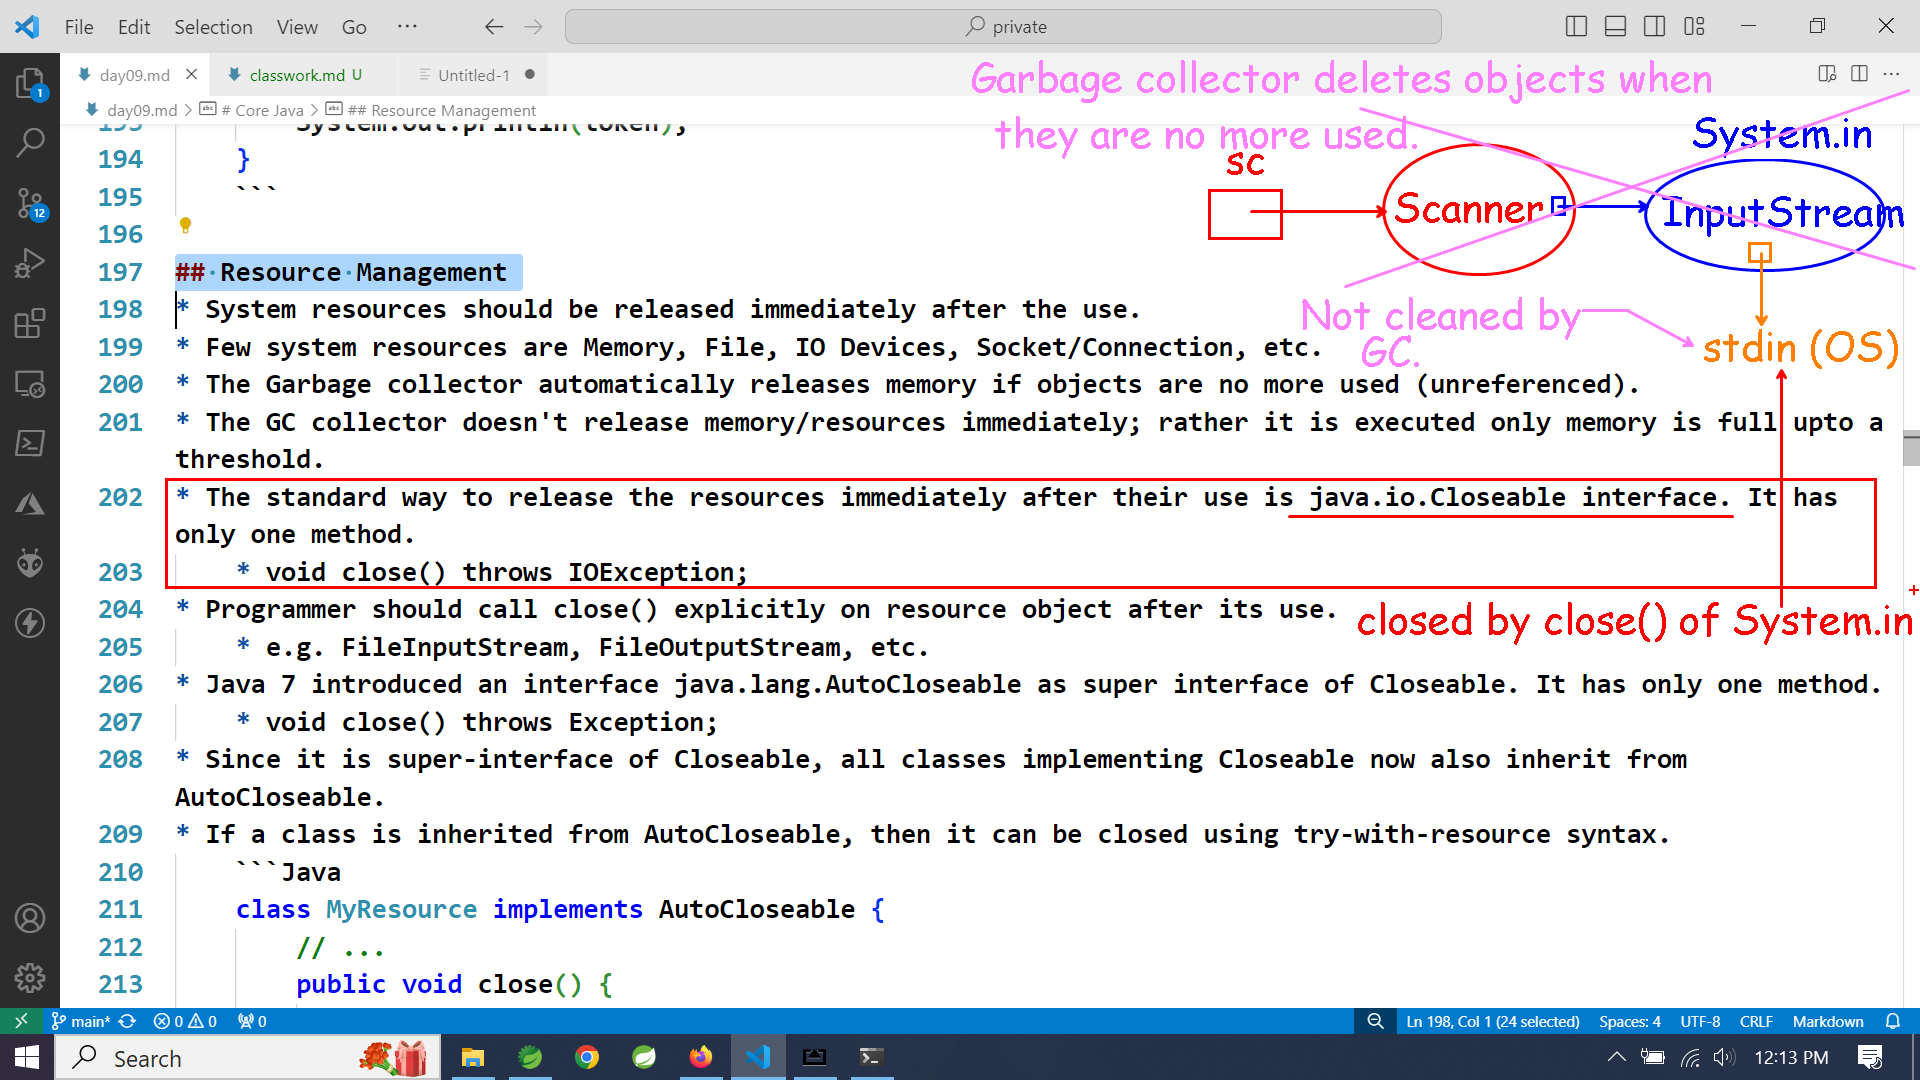 File Edit Selection View Go ··· private
day09.md classwork.md U Untitled-1
day09.md > # Core Java > ## Resource Management
Garbage collector deletes objects when
they are no more used.
System.in
sc
Scanner
InputStream
Not cleaned by
GC.
stdin (OS)
193 System.out.println(token);
194 }
195 ```
196
197 ## Resource Management
198 * System resources should be released immediately after the use.
199 * Few system resources are Memory, File, IO Devices, Socket/Connection, etc.
200 * The Garbage collector automatically releases memory if objects are no more used (unreferenced).
201 * The GC collector doesn't release memory/resources immediately; rather it is executed only memory is full upto a
threshold.
202 * The standard way to release the resources immediately after their use is java.io.Closeable interface. It has
only one method.
203 * void close() throws IOException;
204 * Programmer should call close() explicitly on resource object after its use.
closed by close() of System.in
205 * e.g. FileInputStream, FileOutputStream, etc.
206 * Java 7 introduced an interface java.lang.AutoCloseable as super interface of Closeable. It has only one method.
207 * void close() throws Exception;
208 * Since it is super-interface of Closeable, all classes implementing Closeable now also inherit from
AutoCloseable.
209 * If a class is inherited from AutoCloseable, then it can be closed using try-with-resource syntax.
210 ```Java
211 class MyResource implements AutoCloseable {
212 // ...
213 public void close() {
main* 0 0 0 Ln 198, Col 1 (24 selected) Spaces: 4 UTF-8 CRLF Markdown
Search 12:13 PM
1
12